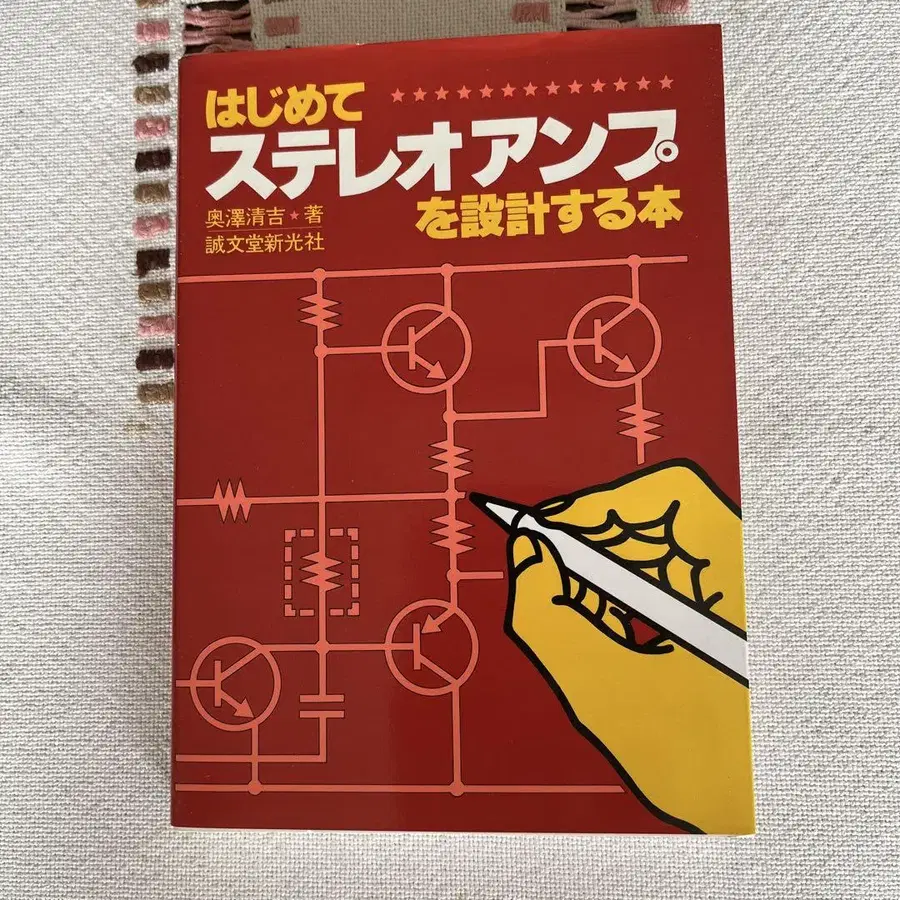 はじめて
ステレオアンプ
を設計する本
奥澤清吉★著
誠文堂新光社